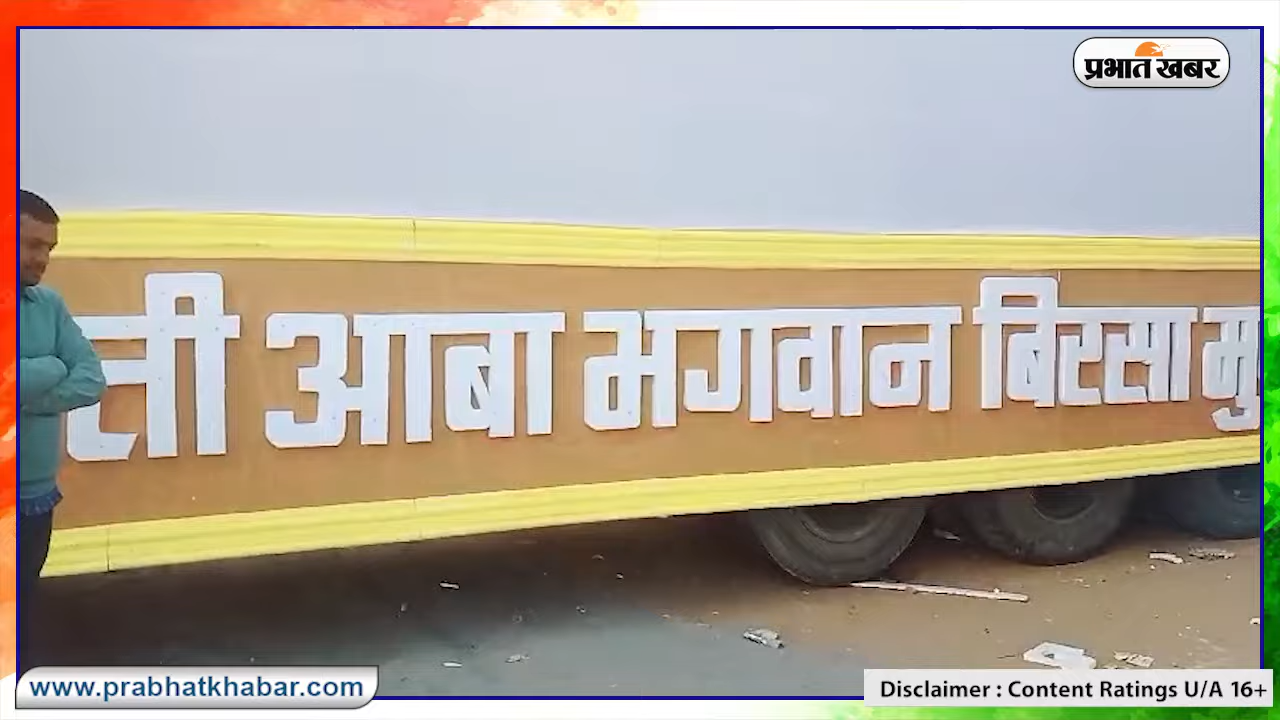 प्रभात खबर
ती आबा भगवान बिरसा मु
www.prabhatkhabar.com
Disclaimer : Content Ratings U/A 16+